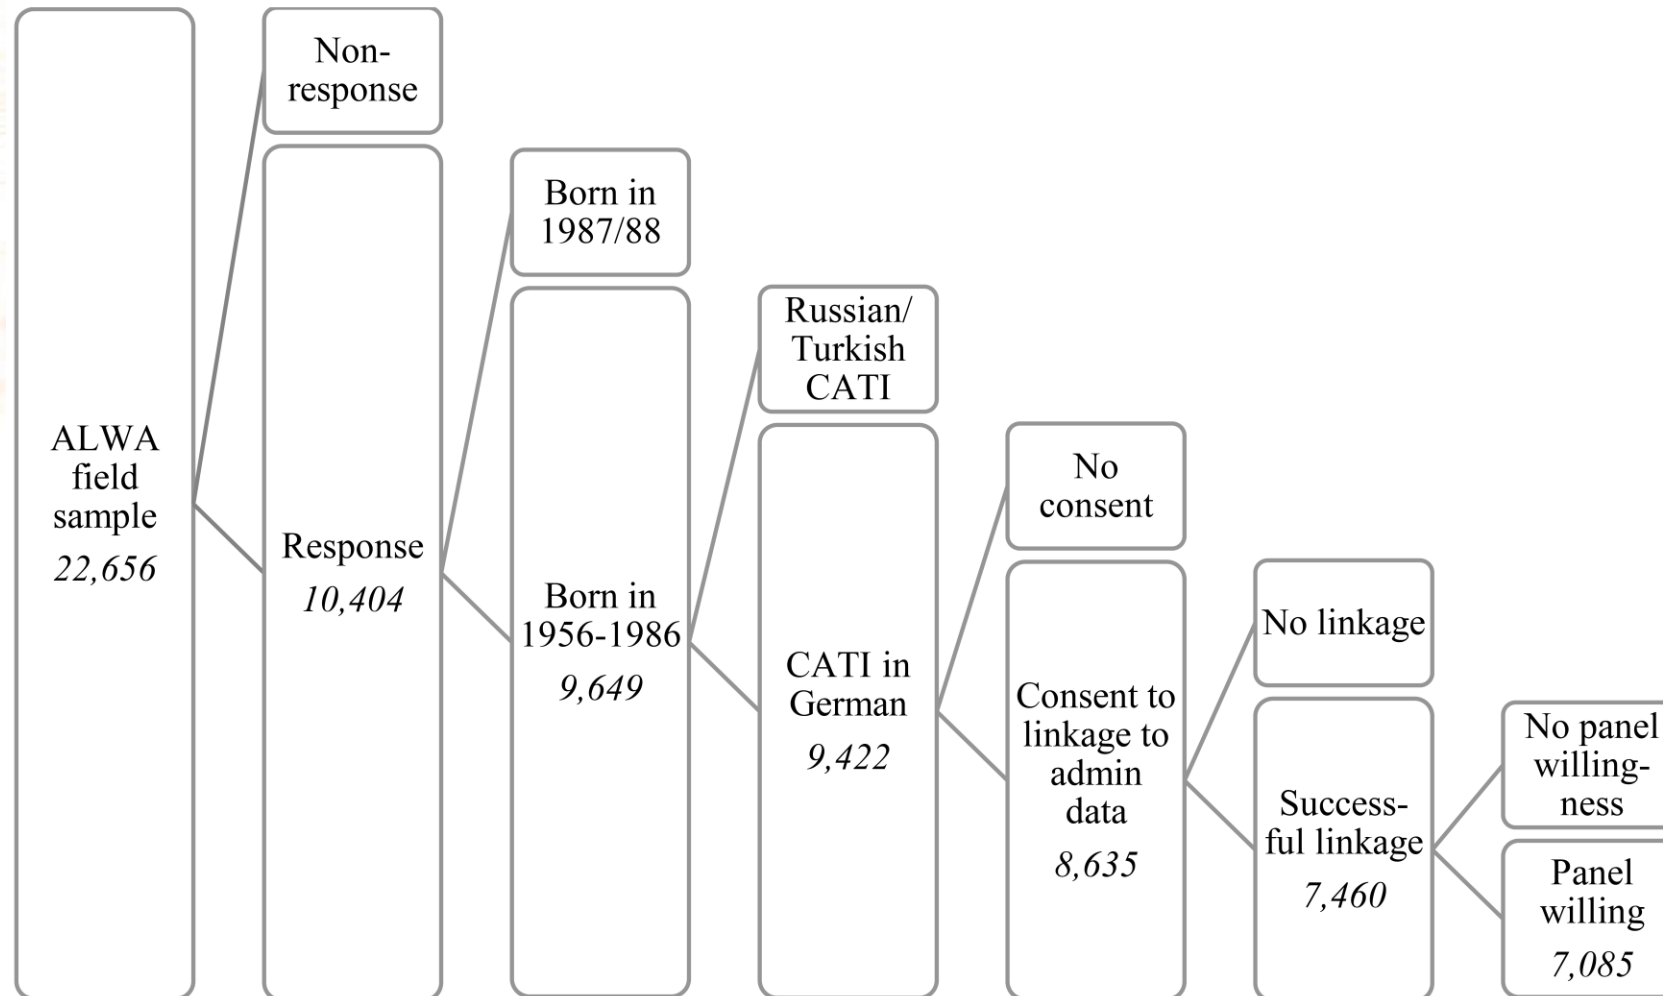 ALWA
field
sample
22,656
Non-
response
Response
10,404
Born in
1987/88
Born in
1956-1986
9,649
Russian/
Turkish
CATI
CATI in
German
9,422
No
consent
Consent to
linkage to
admin
data
8,635
No linkage
Success-
ful linkage
7,460
No panel
willing-
ness
Panel
willing
7,085